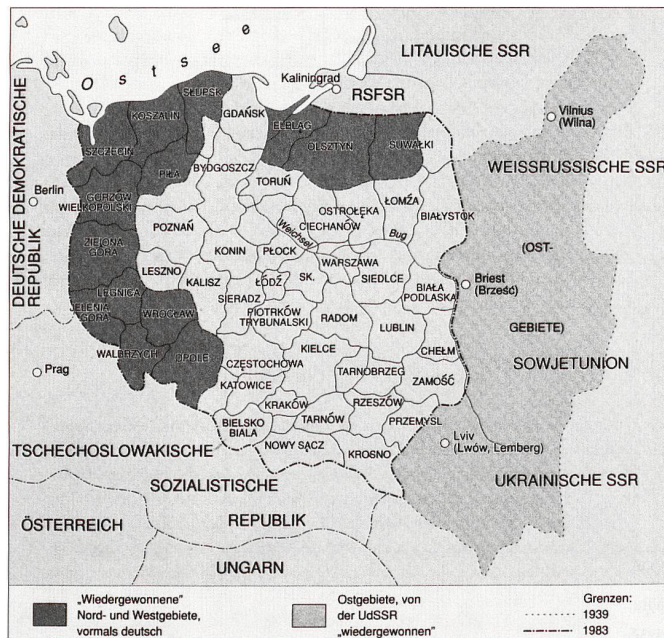 Ostsee
LITAUISCHE SSR
Kaliningrad
RSFSR
Vilnius
(Wilna)
SŁUPSK
KOSZALIN
GDAŃSK
ELBLĄG
OLSZTYN
SUWAŁKI
SZCZECIN
PIŁA
BYDGOSZCZ
WEISSRUSSISCHE SSR
DEUTSCHE DEMOKRATISCHE
REPUBLIK
Berlin
GORZÓW
WIELKOPOLSKI
TORUŃ
OSTROŁĘKA
ŁOMŻA
BIAŁYSTOK
CIECHANÓW
POZNAŃ
(Weichsel)
Bug
(OST-
ZIELONA
GÓRA
KONIN
PŁOCK
WARSZAWA
LESZNO
KALISZ
ŁÓDŹ
SK.
SIEDLCE
BIAŁA
PODLASKA
Briest
(Brześć)
LEGNICA
JELENIA
GÓRA
WROCŁAW
SIERADZ
PIOTRKÓW
TRYBUNALSKI
RADOM
LUBLIN
GEBIETE)
WAŁBRZYCH
OPOLE
KIELCE
CHEŁM
SOWJETUNION
Prag
CZĘSTOCHOWA
TARNOBRZEG
ZAMOŚĆ
KATOWICE
KRAKÓW
RZESZÓW
BIELSKO
BIALA
TARNÓW
PRZEMYSL
NOWY SĄCZ
KROSNO
Lviv
(Lwów, Lemberg)
TSCHECHOSLOWAKISCHE
SOZIALISTISCHE
REPUBLIK
UKRAINISCHE SSR
ÖSTERREICH
UNGARN
„Wiedergewonnene"
Nord- und Westgebiete,
vormals deutsch
Ostgebiete, von
der UdSSR
„wiedergewonnen"
Grenzen:
1939
1983